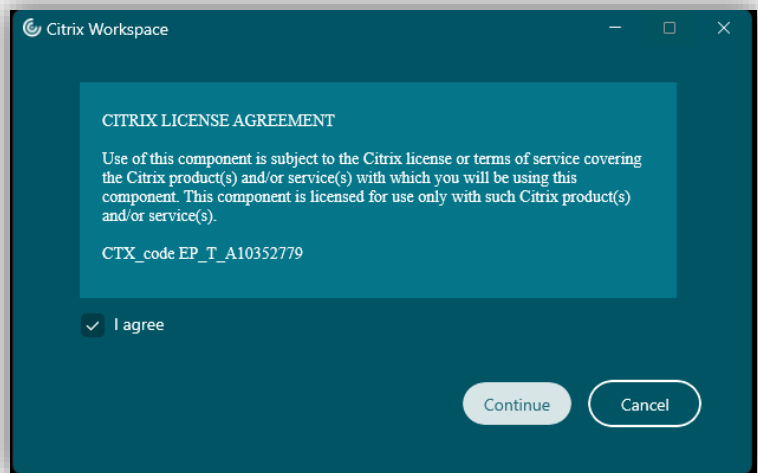 Citrix Workspace
CITRIX LICENSE AGREEMENT
Use of this component is subject to the Citrix license or terms of service covering
the Citrix product(s) and/or service(s) with which you will be using this
component. This component is licensed for use only with such Citrix product(s)
and/or service(s).
CTX_code EP_T_A10352779
I agree
Continue
Cancel